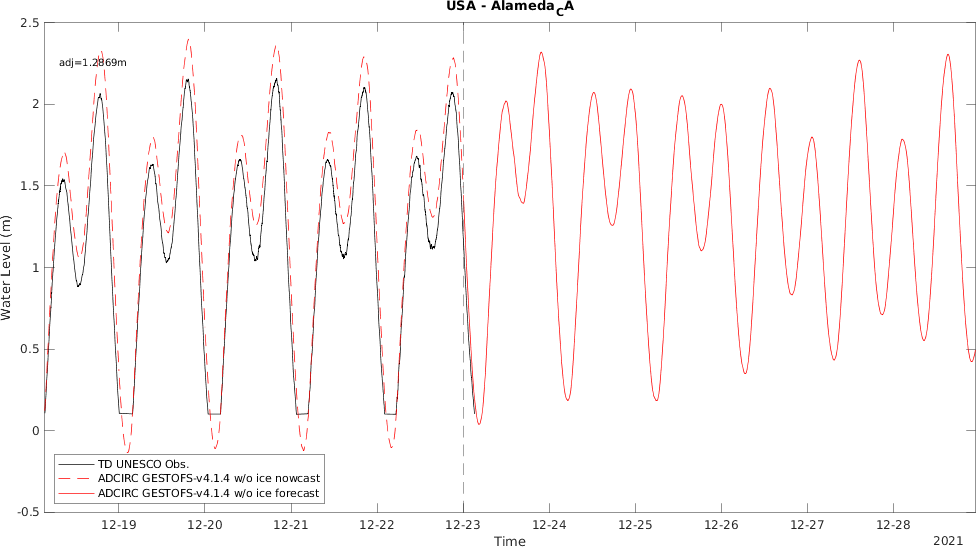 USA - Alameda_CA
adj=1.2869m
2.5
2
1.5
1
0.5
0
-0.5
Water Level (m)
TD UNESCO Obs.
ADCIRC GESTOFS-v4.1.4 w/o ice nowcast
ADCIRC GESTOFS-v4.1.4 w/o ice forecast
12-19 12-20 12-21 12-22 12-23 12-24 12-25 12-26 12-27 12-28
Time
2021